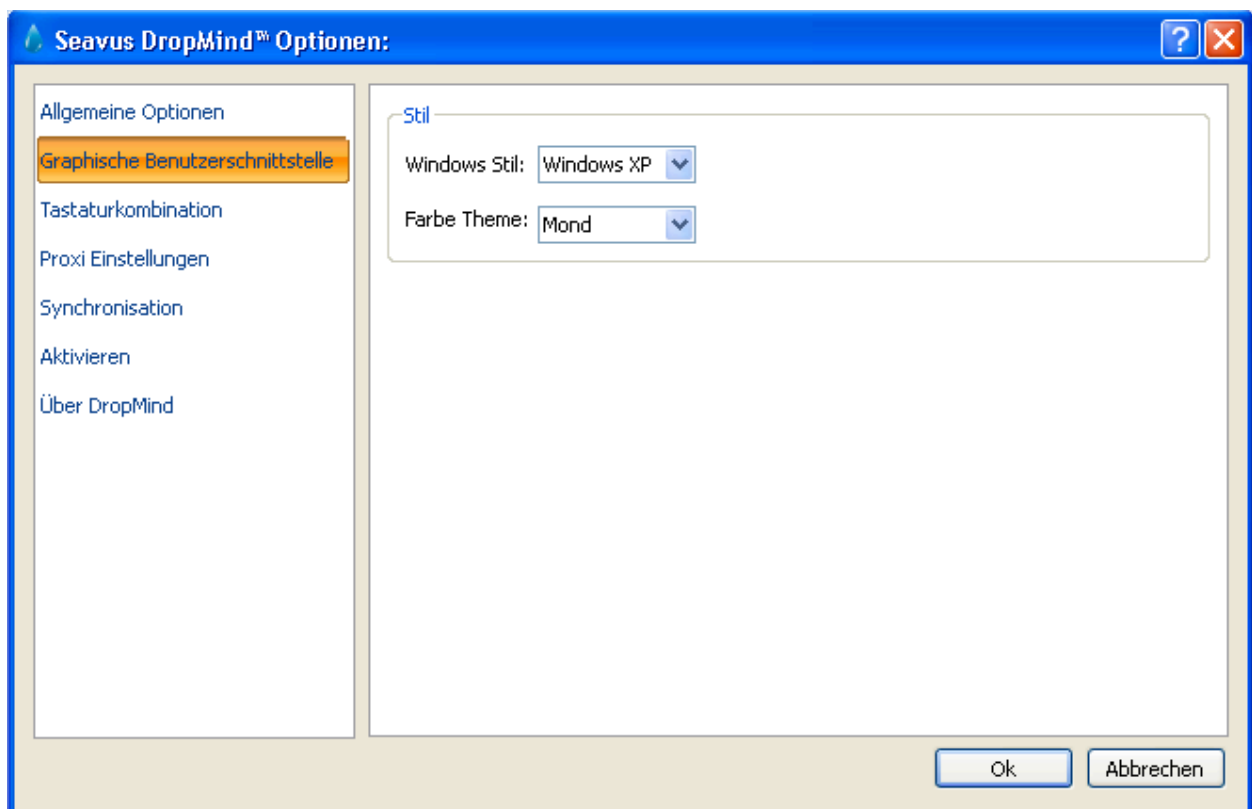 Seavus DropMind™ Optionen:
Allgemeine Optionen
Graphische Benutzerschnittstelle
Tastaturkombination
Proxi Einstellungen
Synchronisation
Aktivieren
Über DropMind
Stil
Windows Stil: Windows XP
Farbe Theme: Mond
Ok Abbrechen